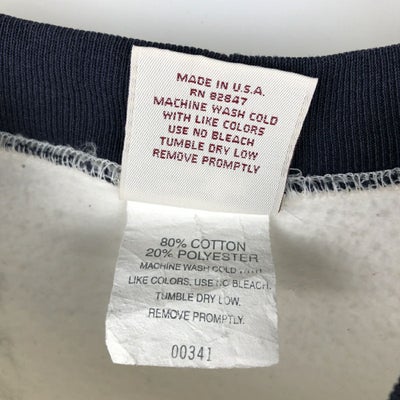 MADE IN U.S.A.
RN 82847
MACHINE WASH COLD
WITH LIKE COLORS
USE NO BLEACH
TUMBLE DRY LOW
REMOVE PROMPTLY
80% COTTON
20% POLYESTER
MACHINE WASH COLD
LIKE COLORS. USE NO BLEACH.
TUMBLE DRY LOW.
REMOVE PROMPTLY.
00341